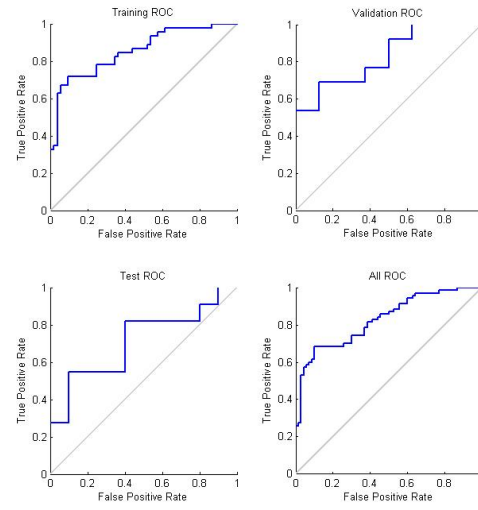 Training ROC
1
0.8
0.6
0.4
0.2
0
0 0.2 0.4 0.6 0.8 1
True Positive Rate
False Positive Rate
Validation ROC
1
0.8
0.6
0.4
0.2
0
0 0.2 0.4 0.6 0.8
True Positive Rate
False Positive Rate
Test ROC
1
0.8
0.6
0.4
0.2
0
0 0.2 0.4 0.6 0.8 1
True Positive Rate
False Positive Rate
All ROC
1
0.8
0.6
0.4
0.2
0
0 0.2 0.4 0.6 0.8
True Positive Rate
False Positive Rate